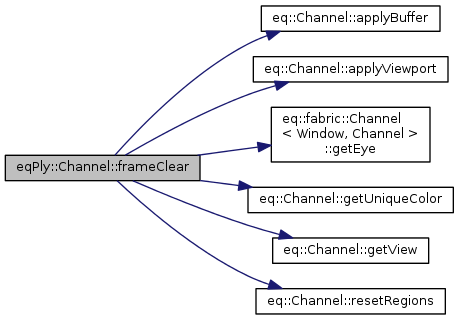 eq::Channel::applyBuffer
eq::Channel::applyViewport
eq::fabric::Channel
< Window, Channel >
::getEye
eqPly::Channel::frameClear
eq::Channel::getUniqueColor
eq::Channel::getView
eq::Channel::resetRegions